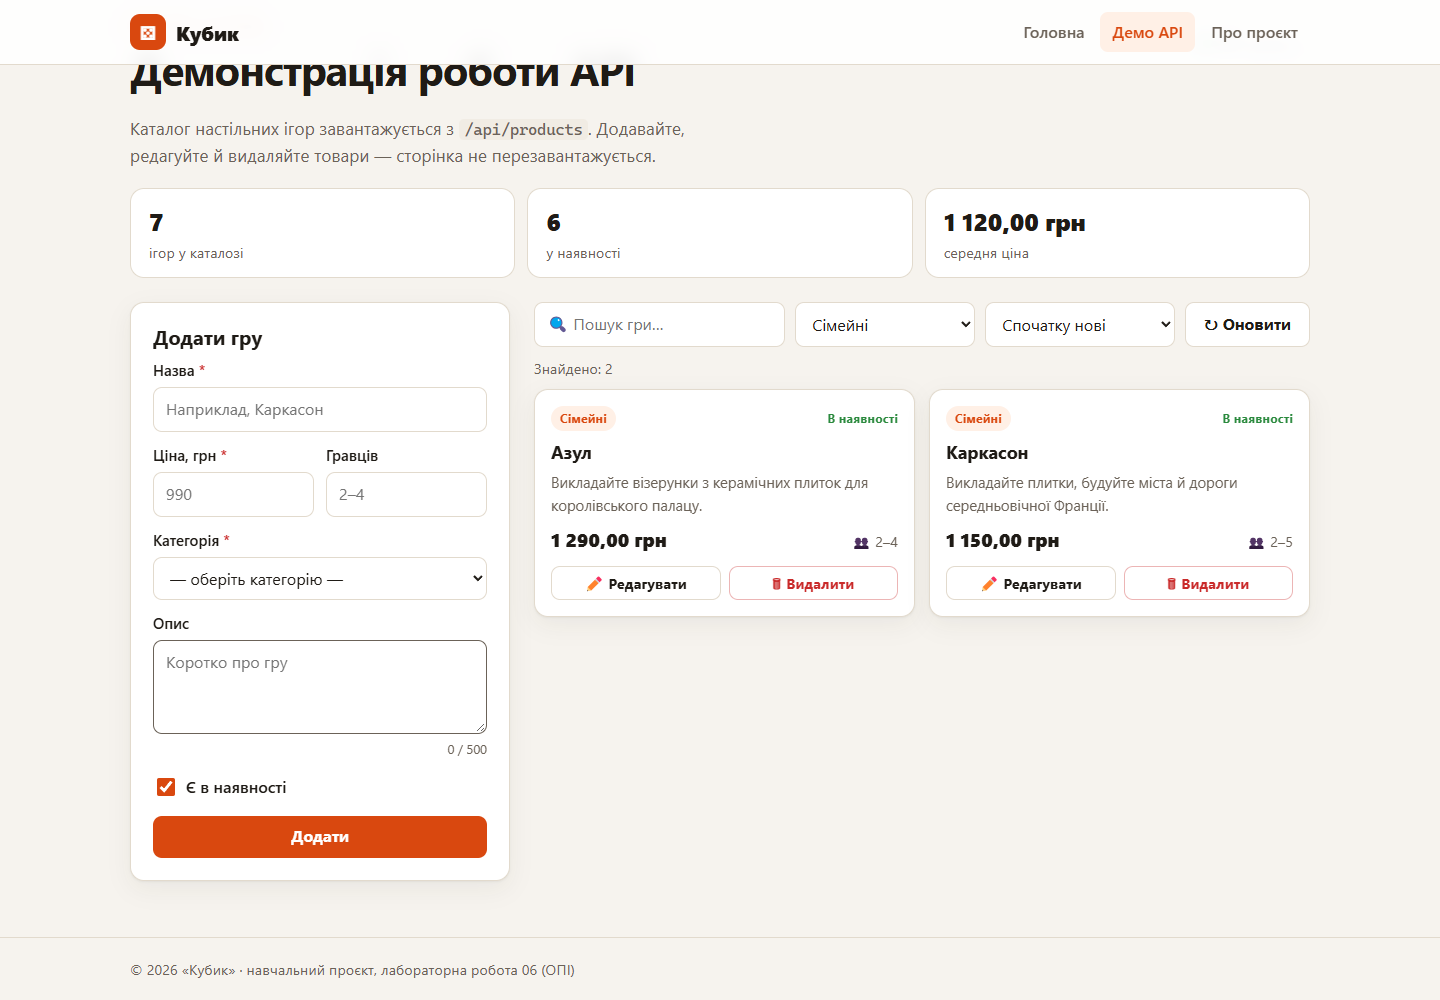 Кубик
Головна
Демо API
Про проєкт
Демонстрація роботи API
Каталог настільних ігор завантажується з /api/products . Додавайте,
редагуйте й видаляйте товари — сторінка не перезавантажується.
7
ігор у каталозі
6
у наявності
1 120,00 грн
середня ціна
Додати гру
Назва *
Наприклад, Каркасон
Ціна, грн *
Гравців
990
2–4
Категорія *
— оберіть категорію —
Опис
Коротко про гру
0 / 500
Є в наявності
Додати
Пошук гри...
Сімейні
Спочатку нові
↻ Оновити
Знайдено: 2
Сімейні
В наявності
Азул
Викладайте візерунки з керамічних плиток для
королівського палацу.
1 290,00 грн
2–4
Редагувати
Видалити
Сімейні
В наявності
Каркасон
Викладайте плитки, будуйте міста й дороги
середньовічної Франції.
1 150,00 грн
2–5
Редагувати
Видалити
© 2026 «Кубик» · навчальний проєкт, лабораторна робота 06 (ОПІ)